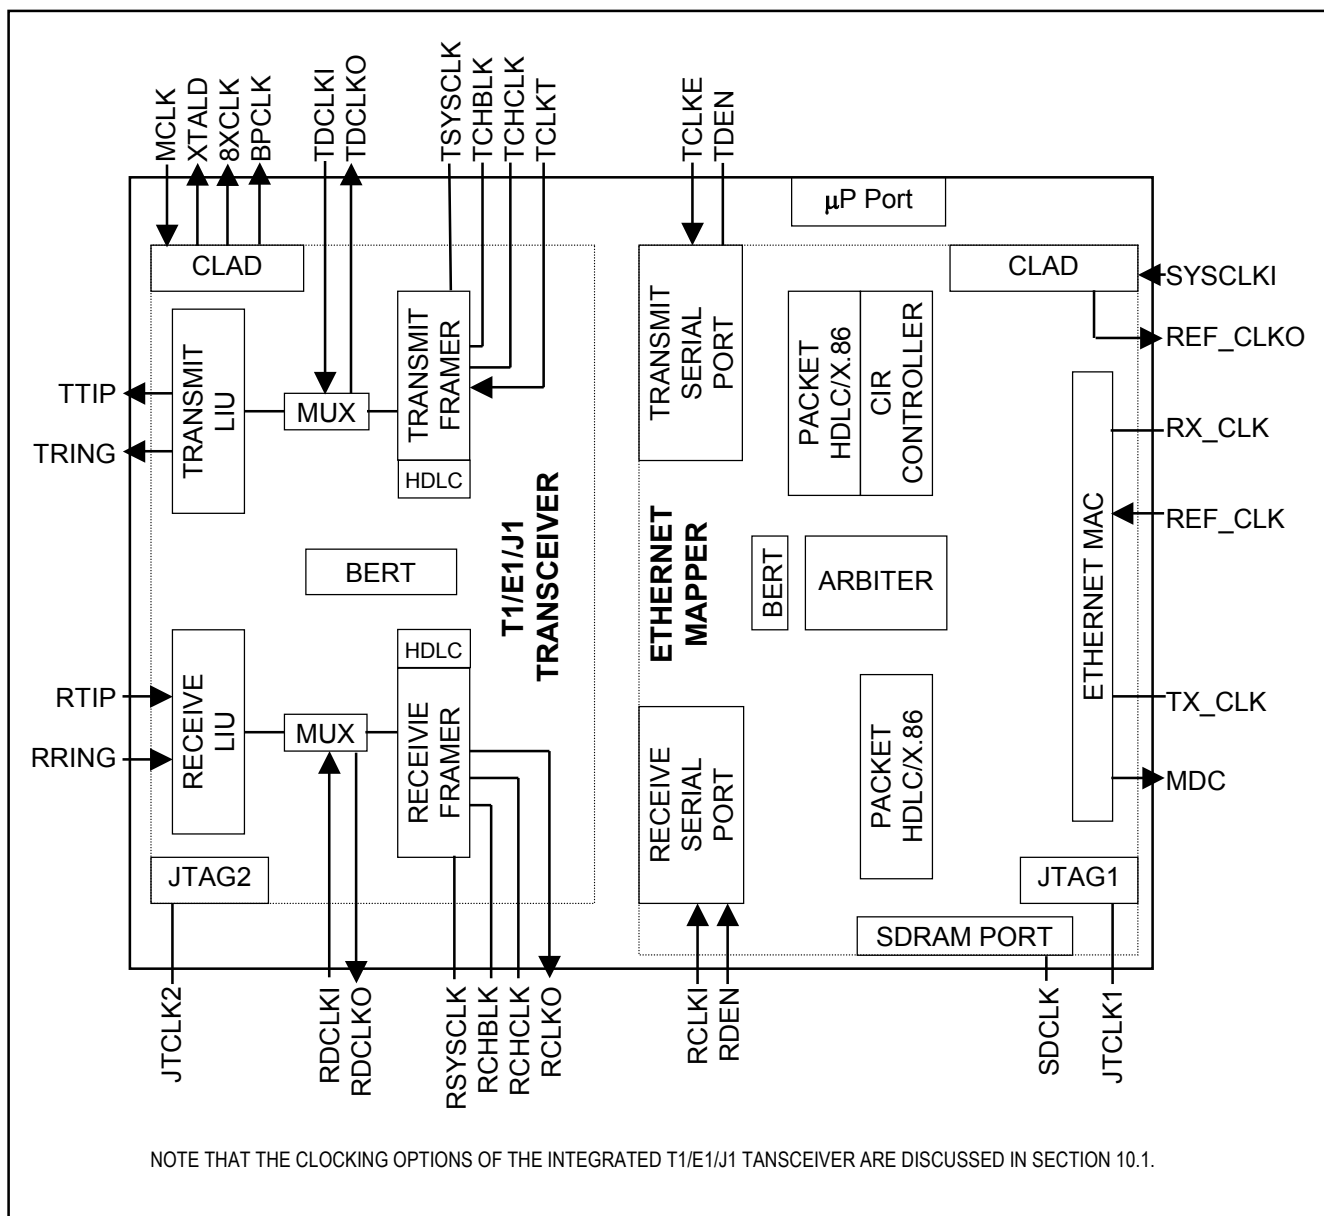 MCLK
XTALD
8XCLK
BPCLK
TDCLKI
TDCLKO
TSYSCLK
TCHBLK
TCHCLK
TCLKT
TCLKE
TDEN
μP Port
CLAD
CLAD
SYSCLKI
REF_CLKO
TRANSMIT
LIU
MUX
TRANSMIT
FRAMER
HDLC
TTIP
TRING
TRANSMIT
SERIAL
PORT
PACKET
HDLC/X.86
CIR
CONTROLLER
RX_CLK
REF_CLK
ETHERNET MAC
BERT
T1/E1/J1
TRANSCEIVER
ETHERNET
MAPPER
BERT
ARBITER
RTIP
RRING
RECEIVE
LIU
MUX
HDLC
RECEIVIE
FRAMER
RECEIVE
SERIAL
PORT
PACKET
HDLC/X.86
TX_CLK
MDC
JTAG2
JTAG1
SDRAM PORT
JTCLK2
RDCLKI
RDCLKO
RSYSCLK
RCHBLK
RCHCLK
RCLKO
RCLKI
RDEN
SDCLK
JTCLK1
NOTE THAT THE CLOCKING OPTIONS OF THE INTEGRATED T1/E1/J1 TANSCEIVER ARE DISCUSSED IN SECTION 10.1.